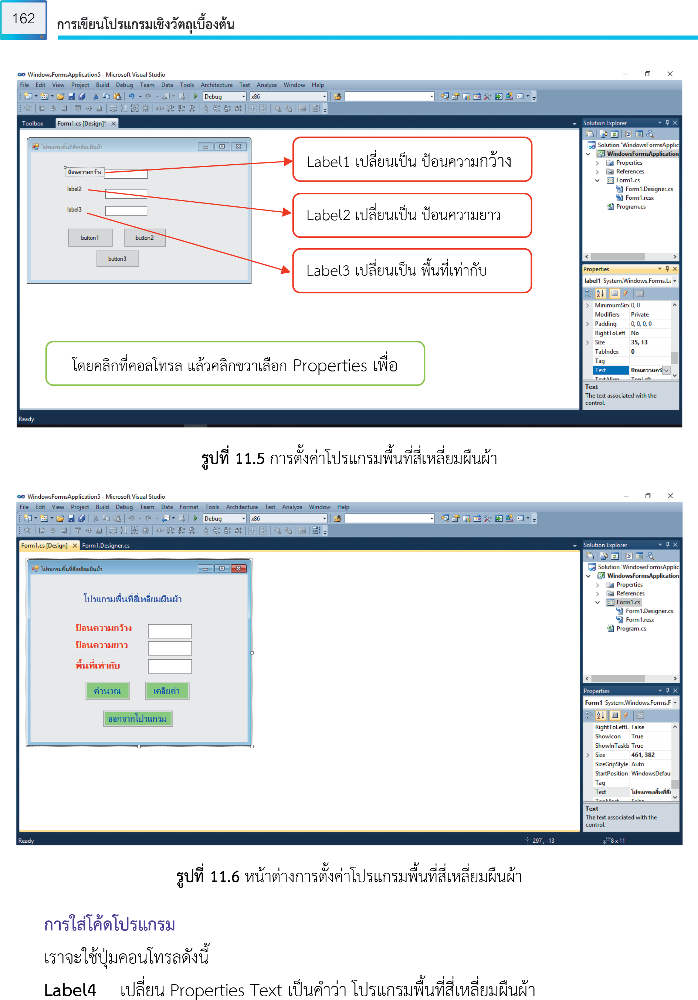 162
การเขียนโปรแกรมเชิงวัตถุเบื้องต้น
WindowsFormsApplication5 - Microsoft Visual Studio
File Edit View Project Build Debug Team Data Tools Architecture Test Analyze Window Help
Debug x86
Toolbox Form1.cs [Design]*
โปรแกรมพื้นที่สี่เหลี่ยมผืนผ้า
ป้อนความกว้าง
label2
label3
button1 button2
button3
Label1 เปลี่ยนเป็น ป้อนความกว้าง
Label2 เปลี่ยนเป็น ป้อนความยาว
Label3 เปลี่ยนเป็น พื้นที่เท่ากับ
โดยคลิกที่คอลโทรล แล้วคลิกขวาเลือก Properties เพื่อ
Solution Explorer
Solution 'WindowsFormsApplic
WindowsFormsApplication
Properties
References
Form1.cs
Form1.Designer.cs
Form1.resx
Program.cs
Properties
label1 System.Windows.Forms.La
MinimumSiz 0, 0
Modifiers Private
Padding 0, 0, 0, 0
RightToLeft No
Size 35, 13
TabIndex 0
Tag
Text ป้อนความกว้
TextAlign TopLeft
Text
The text associated with the
control.
Ready
รูปที่ 11.5 การตั้งค่าโปรแกรมพื้นที่สี่เหลี่ยมผืนผ้า
WindowsFormsApplication5 - Microsoft Visual Studio
File Edit View Project Build Debug Team Data Format Tools Architecture Test Analyze Window Help
Debug x86
Form1.cs [Design] Form1.Designer.cs
โปรแกรมพื้นที่สี่เหลี่ยมผืนผ้า
โปรแกรมพื้นที่สี่เหลี่ยมผืนผ้า
ป้อนความกว้าง
ป้อนความยาว
พื้นที่เท่ากับ
คำนวณ เคลียค่า
ออกจากโปรแกรม
Solution Explorer
Solution 'WindowsFormsApplic
WindowsFormsApplication
Properties
References
Form1.cs
Form1.Designer.cs
Form1.resx
Program.cs
Properties
Form1 System.Windows.Forms.F
RightToLeftL False
ShowIcon True
ShowInTaskb True
Size 461, 382
SizeGripStyle Auto
StartPosition WindowsDefau
Tag
Text โปรแกรมพื้นที่สี่
TopMost False
Text
The text associated with the
control.
Ready 297 , -13 8 x 11
รูปที่ 11.6 หน้าต่างการตั้งค่าโปรแกรมพื้นที่สี่เหลี่ยมผืนผ้า
การใส่โค้ดโปรแกรม
เราจะใช้ปุ่มคอนโทรลดังนี้
Label4 เปลี่ยน Properties Text เป็นคำว่า โปรแกรมพื้นที่สี่เหลี่ยมผืนผ้า